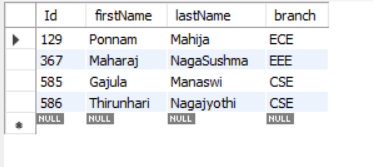 Id firstName lastName branch
129 Ponnam Mahija ECE
367 Maharaj NagaSushma EEE
585 Gajula Manaswi CSE
586 Thirunhari Nagajyothi CSE
NULL NULL NULL NULL